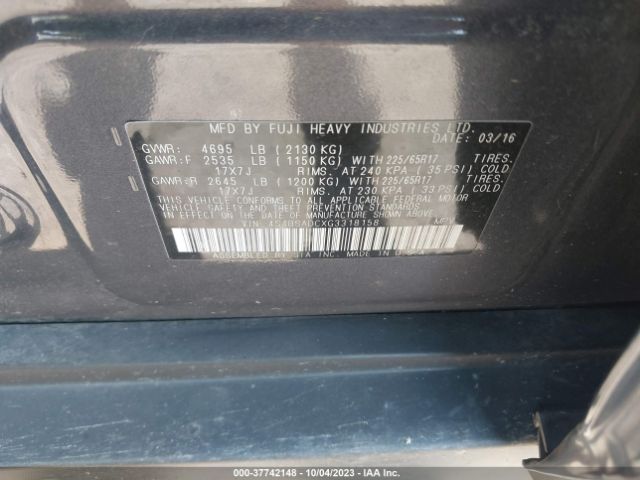 MFD BY FUJI HEAVY INDUSTRIES LTD.
DATE: 03/16
GVWR: 4695 LB (2130 KG)
GAWR:F 2535 LB (1150 KG) WITH 225/65R17 TIRES.
17X7J RIMS. AT 240 KPA (35 PSI) COLD
GAWR:R 2645 LB (1200 KG) WITH 225/65R17 TIRES.
17X7J RIMS. AT 230 KPA (33 PSI) COLD
THIS VEHICLE CONFORMS TO ALL APPLICABLE FEDERAL MOTOR
VEHICLE SAFETY AND THEFT PREVENTION STANDARDS
IN EFFECT ON THE DATE OF MANUFACTURE SHOWN ABOVE.
VIN: 4S4BSADCXG3318158 MPV
ASSEMBLED BY SIA INC. MADE IN
00-37742148 - 10/04/2023 - IAA Inc.